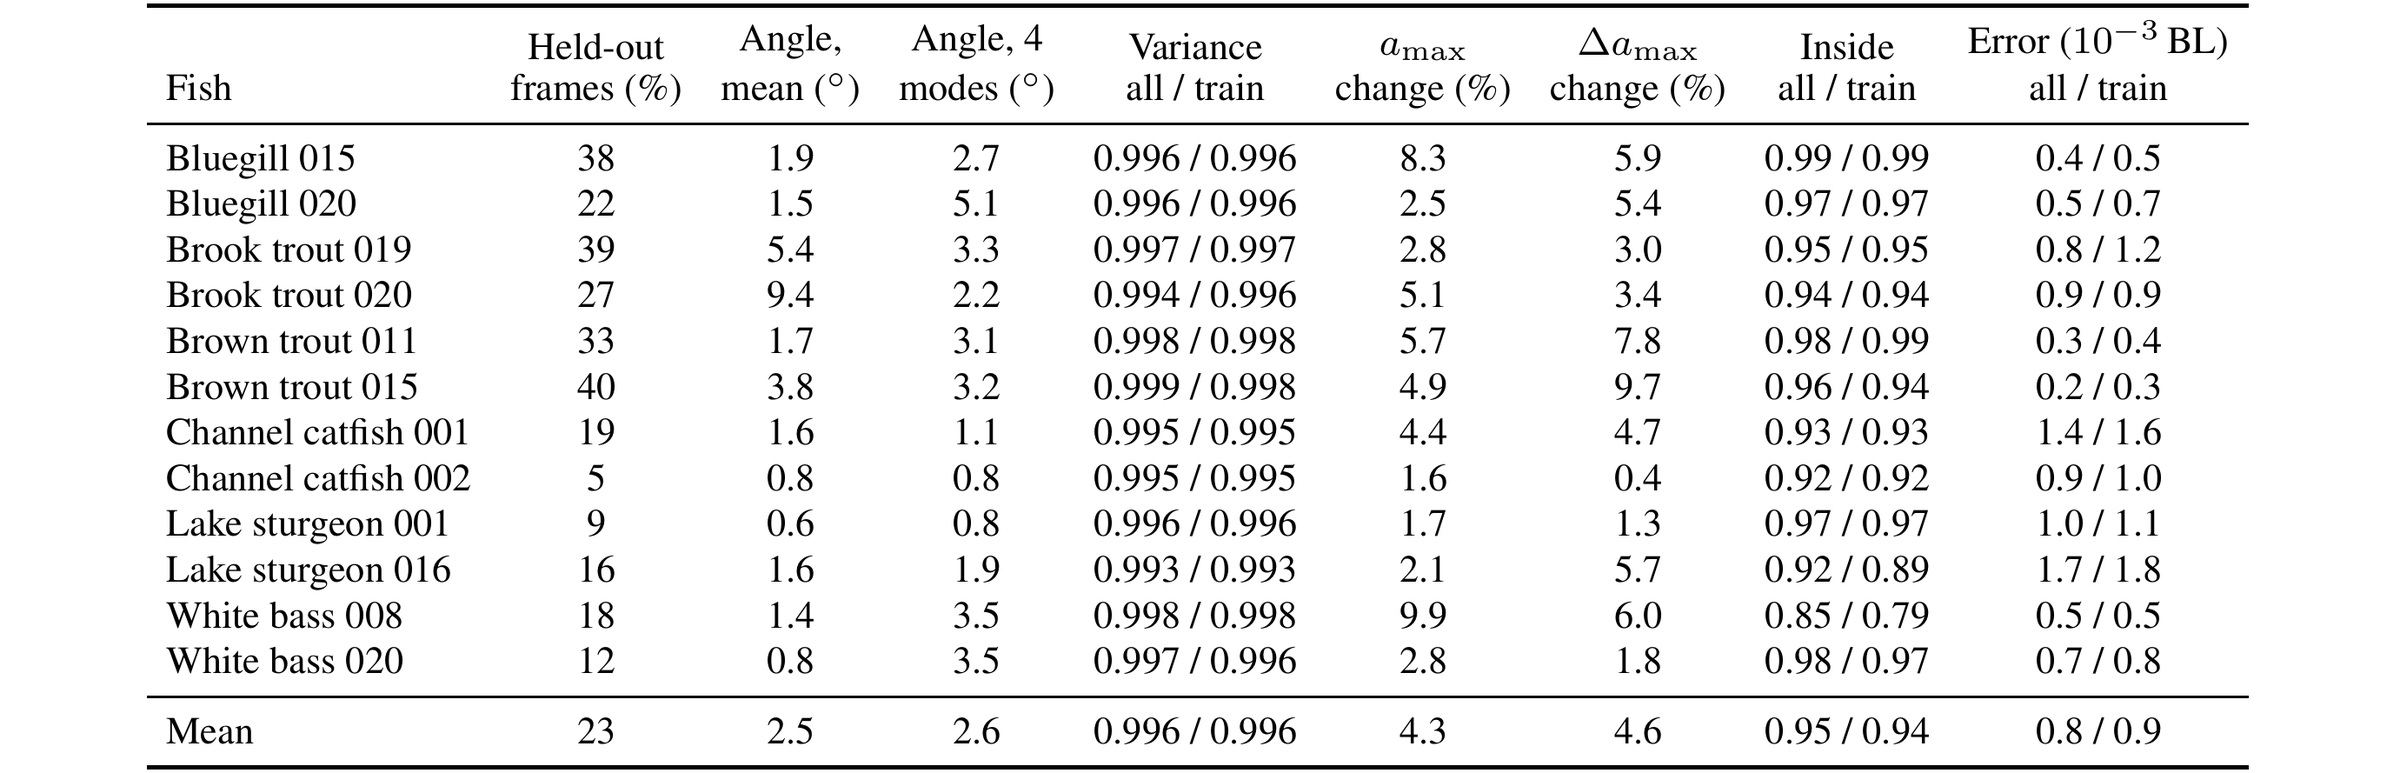 Fish | Held-out frames (%) | Angle, mean (°) | Angle, 4 modes (°) | Variance all / train | a_max change (%) | Δa_max change (%) | Inside all / train | Error (10⁻³ BL) all / train
Bluegill 015 | 38 | 1.9 | 2.7 | 0.996 / 0.996 | 8.3 | 5.9 | 0.99 / 0.99 | 0.4 / 0.5
Bluegill 020 | 22 | 1.5 | 5.1 | 0.996 / 0.996 | 2.5 | 5.4 | 0.97 / 0.97 | 0.5 / 0.7
Brook trout 019 | 39 | 5.4 | 3.3 | 0.997 / 0.997 | 2.8 | 3.0 | 0.95 / 0.95 | 0.8 / 1.2
Brook trout 020 | 27 | 9.4 | 2.2 | 0.994 / 0.996 | 5.1 | 3.4 | 0.94 / 0.94 | 0.9 / 0.9
Brown trout 011 | 33 | 1.7 | 3.1 | 0.998 / 0.998 | 5.7 | 7.8 | 0.98 / 0.99 | 0.3 / 0.4
Brown trout 015 | 40 | 3.8 | 3.2 | 0.999 / 0.998 | 4.9 | 9.7 | 0.96 / 0.94 | 0.2 / 0.3
Channel catfish 001 | 19 | 1.6 | 1.1 | 0.995 / 0.995 | 4.4 | 4.7 | 0.93 / 0.93 | 1.4 / 1.6
Channel catfish 002 | 5 | 0.8 | 0.8 | 0.995 / 0.995 | 1.6 | 0.4 | 0.92 / 0.92 | 0.9 / 1.0
Lake sturgeon 001 | 9 | 0.6 | 0.8 | 0.996 / 0.996 | 1.7 | 1.3 | 0.97 / 0.97 | 1.0 / 1.1
Lake sturgeon 016 | 16 | 1.6 | 1.9 | 0.993 / 0.993 | 2.1 | 5.7 | 0.92 / 0.89 | 1.7 / 1.8
White bass 008 | 18 | 1.4 | 3.5 | 0.998 / 0.998 | 9.9 | 6.0 | 0.85 / 0.79 | 0.5 / 0.5
White bass 020 | 12 | 0.8 | 3.5 | 0.997 / 0.996 | 2.8 | 1.8 | 0.98 / 0.97 | 0.7 / 0.8
Mean | 23 | 2.5 | 2.6 | 0.996 / 0.996 | 4.3 | 4.6 | 0.95 / 0.94 | 0.8 / 0.9